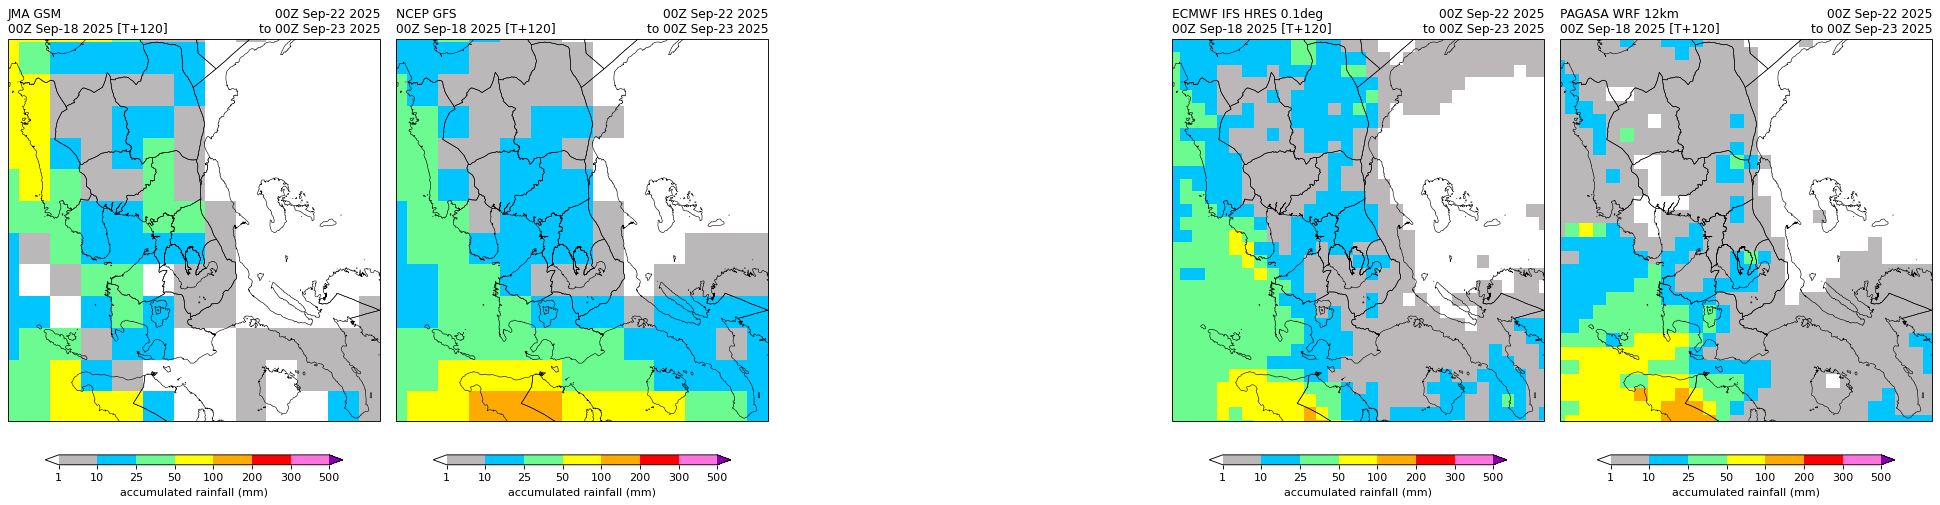 JMA GSM 00Z Sep-22 2025
00Z Sep-18 2025 [T+120] to 00Z Sep-23 2025
1 10 25 50 100 200 300 500
accumulated rainfall (mm)
NCEP GFS 00Z Sep-22 2025
00Z Sep-18 2025 [T+120] to 00Z Sep-23 2025
1 10 25 50 100 200 300 500
accumulated rainfall (mm)
ECMWF IFS HRES 0.1deg 00Z Sep-22 2025
00Z Sep-18 2025 [T+120] to 00Z Sep-23 2025
1 10 25 50 100 200 300 500
accumulated rainfall (mm)
PAGASA WRF 12km 00Z Sep-22 2025
00Z Sep-18 2025 [T+120] to 00Z Sep-23 2025
1 10 25 50 100 200 300 500
accumulated rainfall (mm)